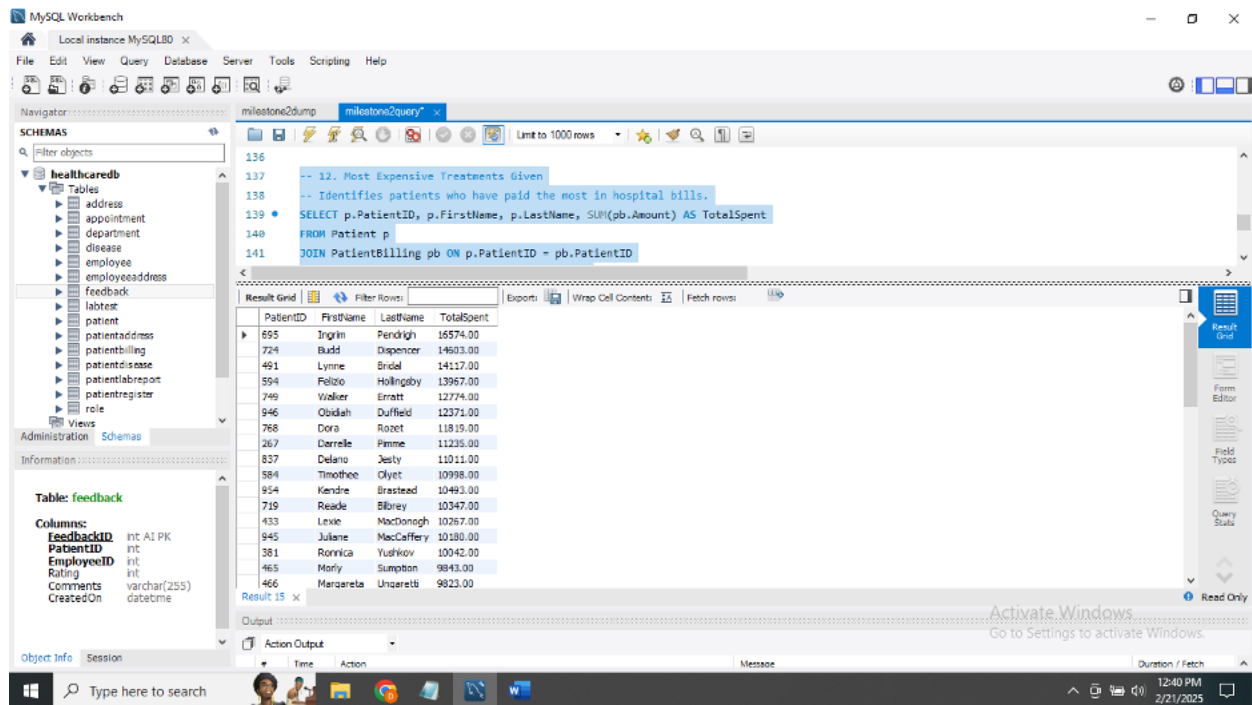 MySQL Workbench
Local instance MySQL80
File Edit View Query Database Server Tools Scripting Help
Navigator
SCHEMAS
Filter objects
healthcaredb
Tables
address
appointment
department
disease
employee
employeeaddress
feedback
labtest
patient
patientaddress
patientbilling
patientdisease
patientlabreport
patientregister
role
Views
Administration Schemas
Information
Table: feedback
Columns:
FeedbackID int AI PK
PatientID int
EmployeeID int
Rating int
Comments varchar(255)
CreatedOn datetime
Object Info Session
milestone2dump milestone2query*
Limit to 1000 rows
136
137 -- 12. Most Expensive Treatments Given
138 -- Identifies patients who have paid the most in hospital bills.
139 SELECT p.PatientID, p.FirstName, p.LastName, SUM(pb.Amount) AS TotalSpent
140 FROM Patient p
141 JOIN PatientBilling pb ON p.PatientID = pb.PatientID
Result Grid Filter Rows: Export: Wrap Cell Content: Fetch rows:
PatientID FirstName LastName TotalSpent
695 Ingrim Pendrigh 16574.00
724 Budd Dispencer 14603.00
491 Lynne Bridal 14117.00
594 Felizio Hollingsby 13967.00
749 Walker Erratt 12774.00
946 Obidiah Duffield 12371.00
768 Dora Rozet 11819.00
267 Darrelle Pimme 11235.00
837 Delano Jesty 11011.00
584 Timothee Olyet 10998.00
954 Kendre Brastead 10493.00
719 Reade Bilbrey 10347.00
433 Lexie MacDonogh 10267.00
945 Juliane MacCaffery 10180.00
381 Ronnica Yushkov 10042.00
465 Morly Sumption 9843.00
466 Margareta Ungaretti 9823.00
Result Grid
Form Editor
Field Types
Query Stats
Result 15
Read Only
Output
Activate Windows
Go to Settings to activate Windows.
Action Output
# Time Action Message Duration / Fetch
Type here to search
12:40 PM
2/21/2025